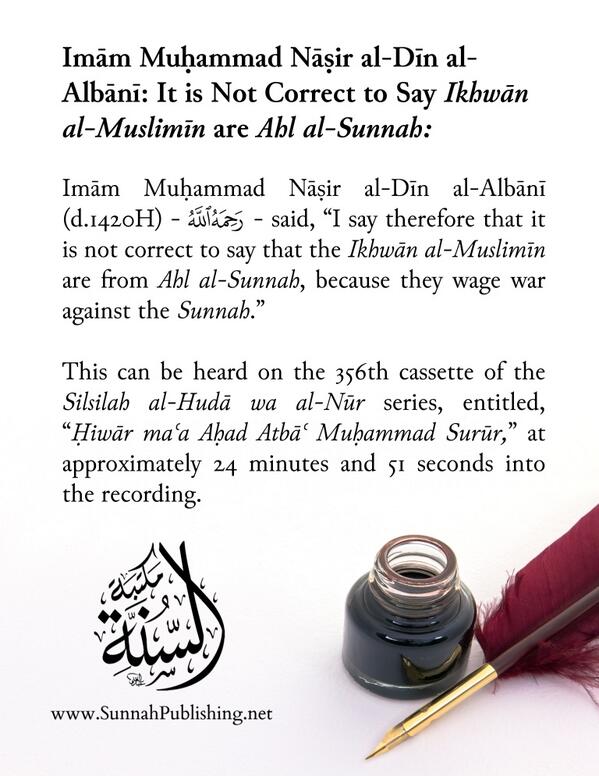 Imām Muḥammad Nāṣir al-Dīn al-
Albānī: It is Not Correct to Say Ikhwān
al-Muslimīn are Ahl al-Sunnah:
Imām Muḥammad Nāṣir al-Dīn al-Albānī
(d.1420H) - رَحِمَهُ ٱللَّٰهُ - said, “I say therefore that it
is not correct to say that the Ikhwān al-Muslimīn
are from Ahl al-Sunnah, because they wage war
against the Sunnah.”
This can be heard on the 356th cassette of the
Silsilah al-Hudā wa al-Nūr series, entitled,
“Ḥiwār maʿa Aḥad Atbāʿ Muḥammad Surūr,” at
approximately 24 minutes and 51 seconds into
the recording.
مكتبة
السُّنَّة
www.SunnahPublishing.net